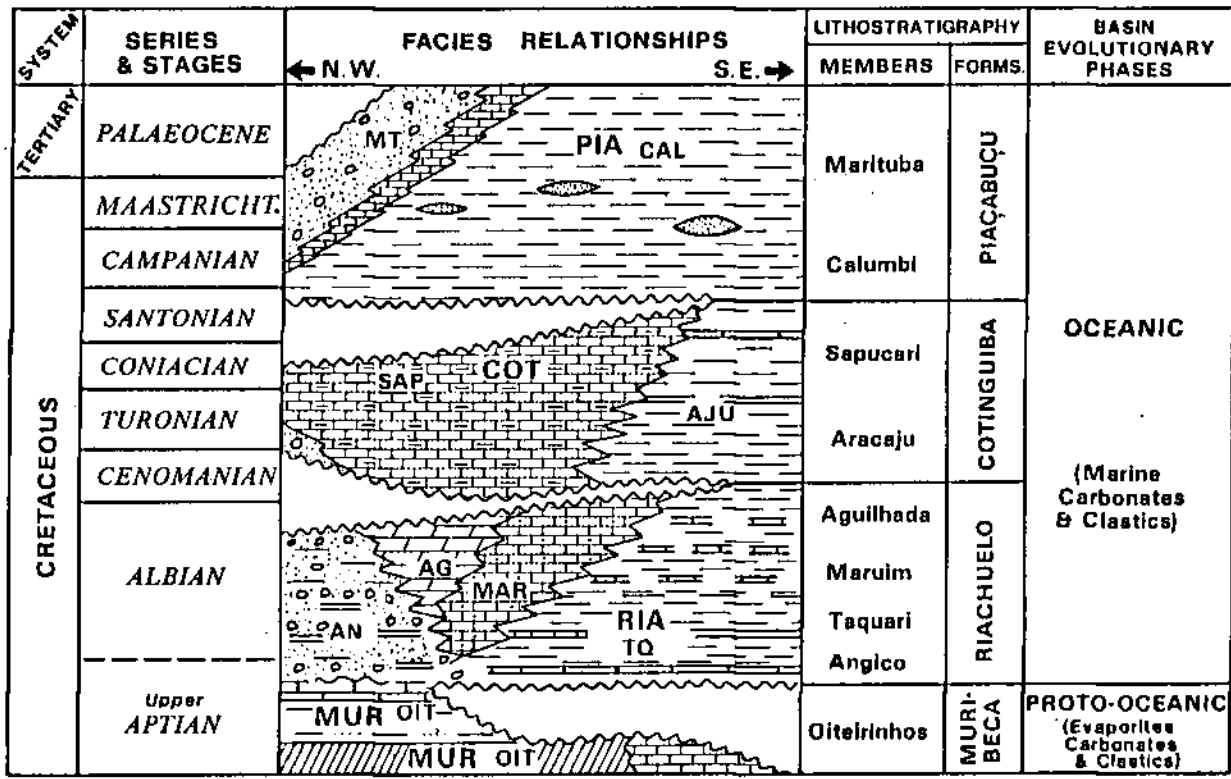 SYSTEM
SERIES
& STAGES
FACIES RELATIONSHIPS
N.W.
S.E.
LITHOSTRATIGRAPHY
MEMBERS
FORMS.
BASIN
EVOLUTIONARY
PHASES
TERTIARY
CRETACEOUS
PALAEOCENE
MAASTRICHT.
CAMPANIAN
SANTONIAN
CONIACIAN
TURONIAN
CENOMANIAN
ALBIAN
Upper
APTIAN
MT
PIA CAL
SAP
COT
AJU
AG
MAR
AN
RIA
TQ
MUR OIT
MUR OIT
Marituba
Calumbi
Sapucari
Aracaju
Aguilhada
Maruim
Taquari
Angico
Oiteirinhos
PIAÇABUÇU
COTINGUIBA
RIACHUELO
MURI-
BECA
OCEANIC
(Marine
Carbonates
& Clastics)
PROTO-OCEANIC
(Evaporites
Carbonates
& Clastics)